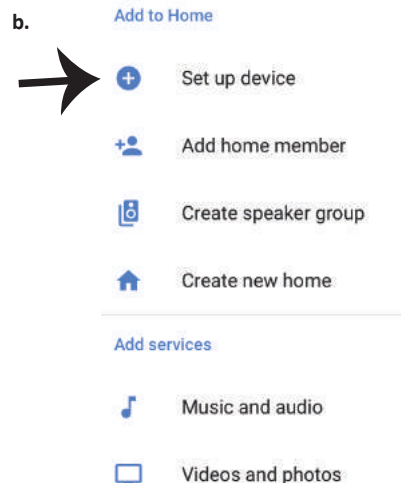 b.
Add to Home
Set up device
Add home member
Create speaker group
Create new home
Add services
Music and audio
Videos and photos